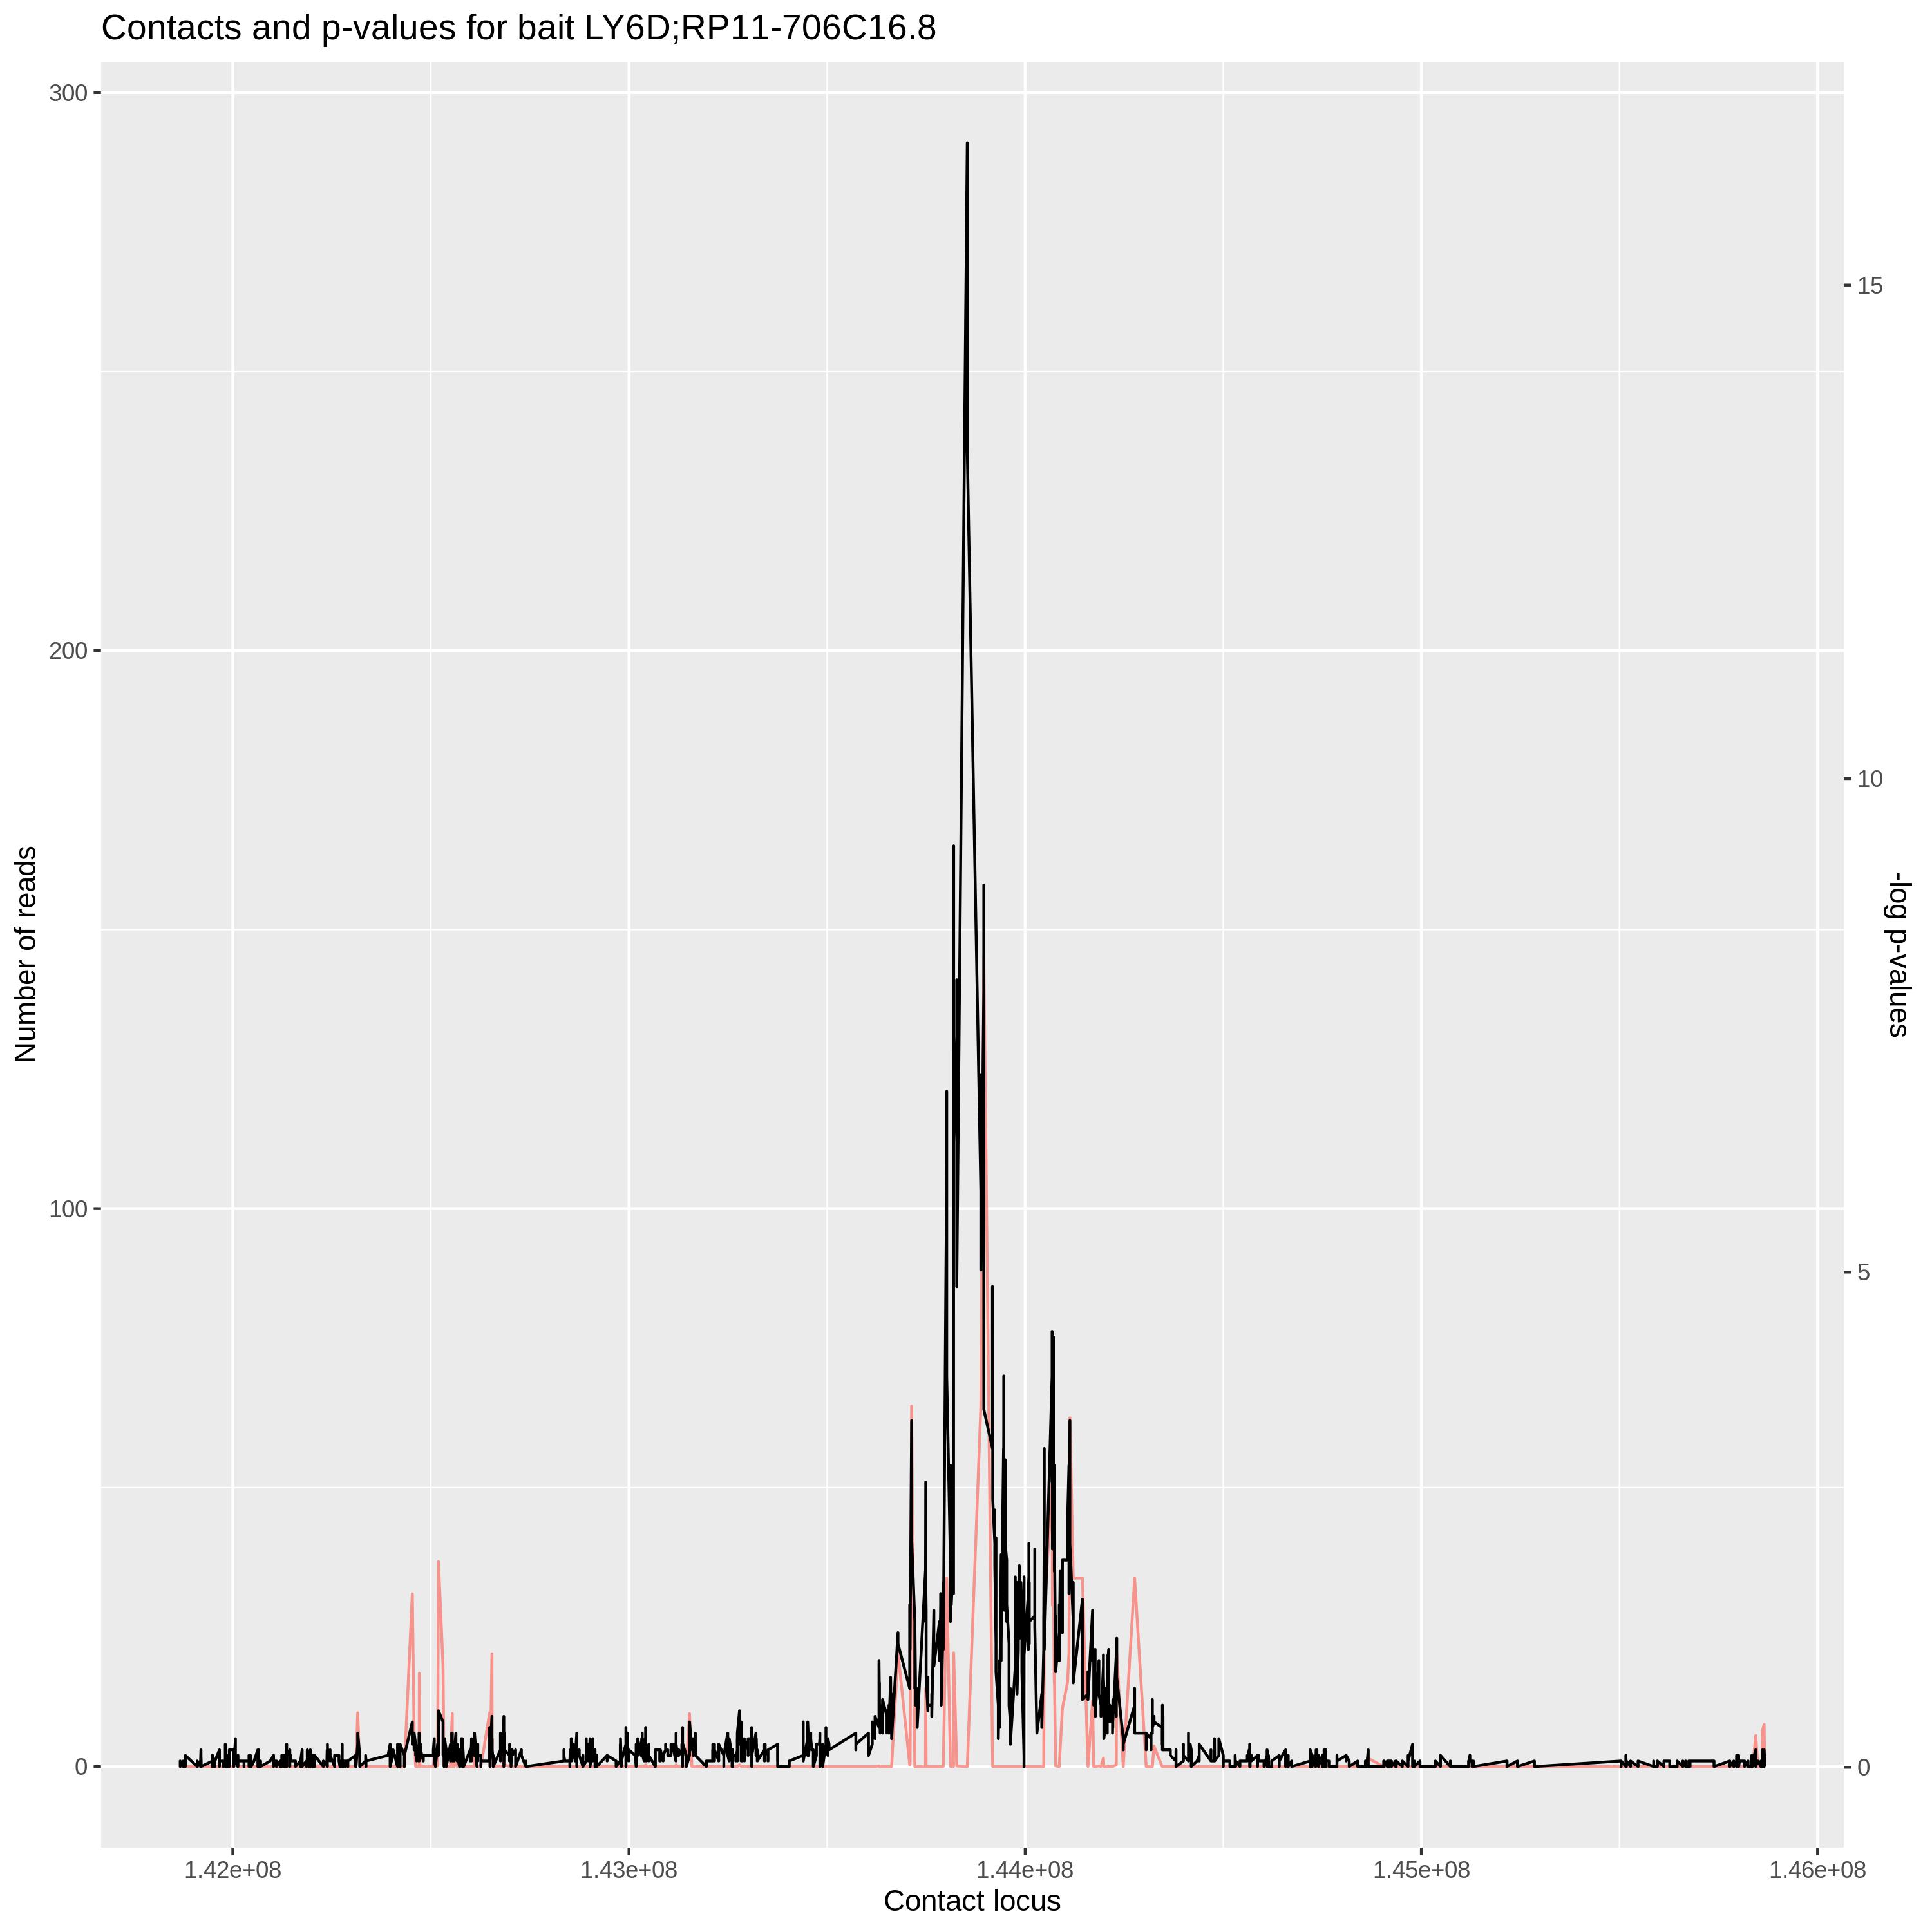 Contacts and p-values for bait LY6D;RP11-706C16.8
300
200
100
0
Number of reads
15
10
5
0
-log p-values
1.42e+08
1.43e+08
1.44e+08
1.45e+08
1.46e+08
Contact locus